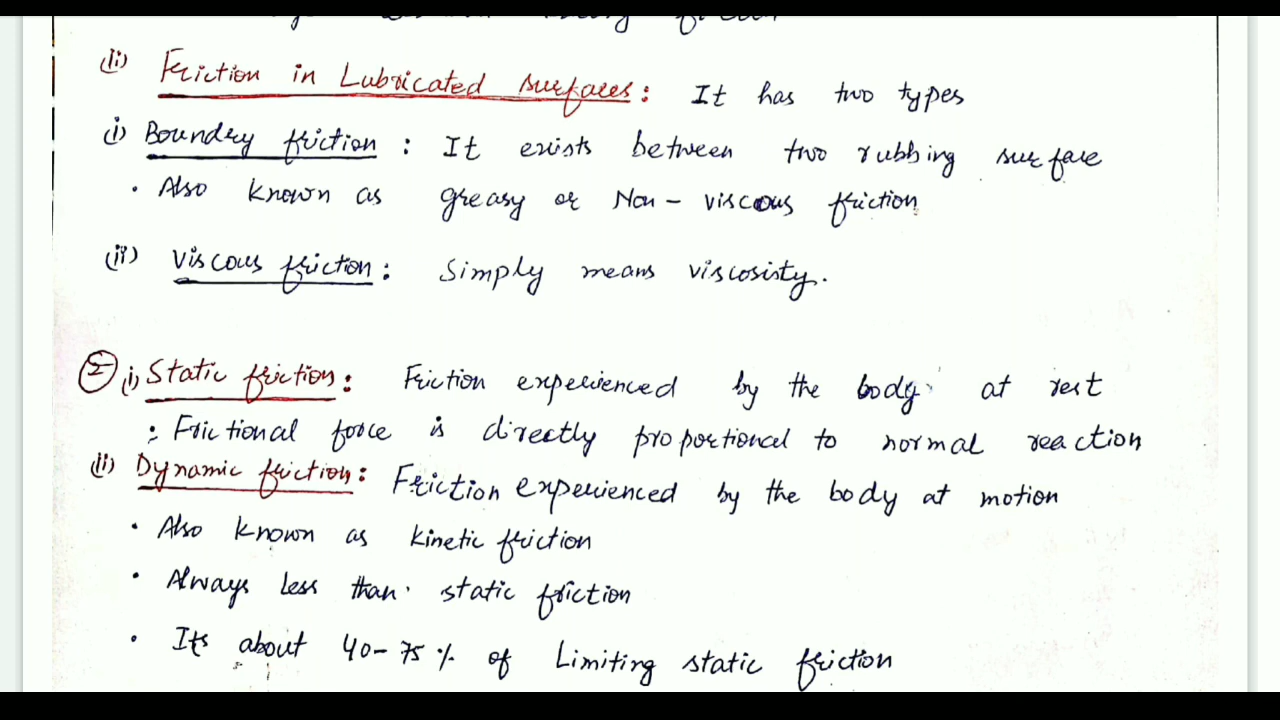 friction
(ii) Friction in Lubricated surfaces : It has two types
(i) Boundry friction : It exists between two rubbing surface
• Also known as greasy or Non - viscous friction
(ii) Viscous friction : Simply means viscosisty.
② (i) Static friction : Friction experienced by the body at rest
: Frictional force is directly proportional to normal reaction
(ii) Dynamic friction : Friction experienced by the body at motion
• Also known as kinetic friction
• Always less than static friction
• Its about 40-75 % of Limiting static friction